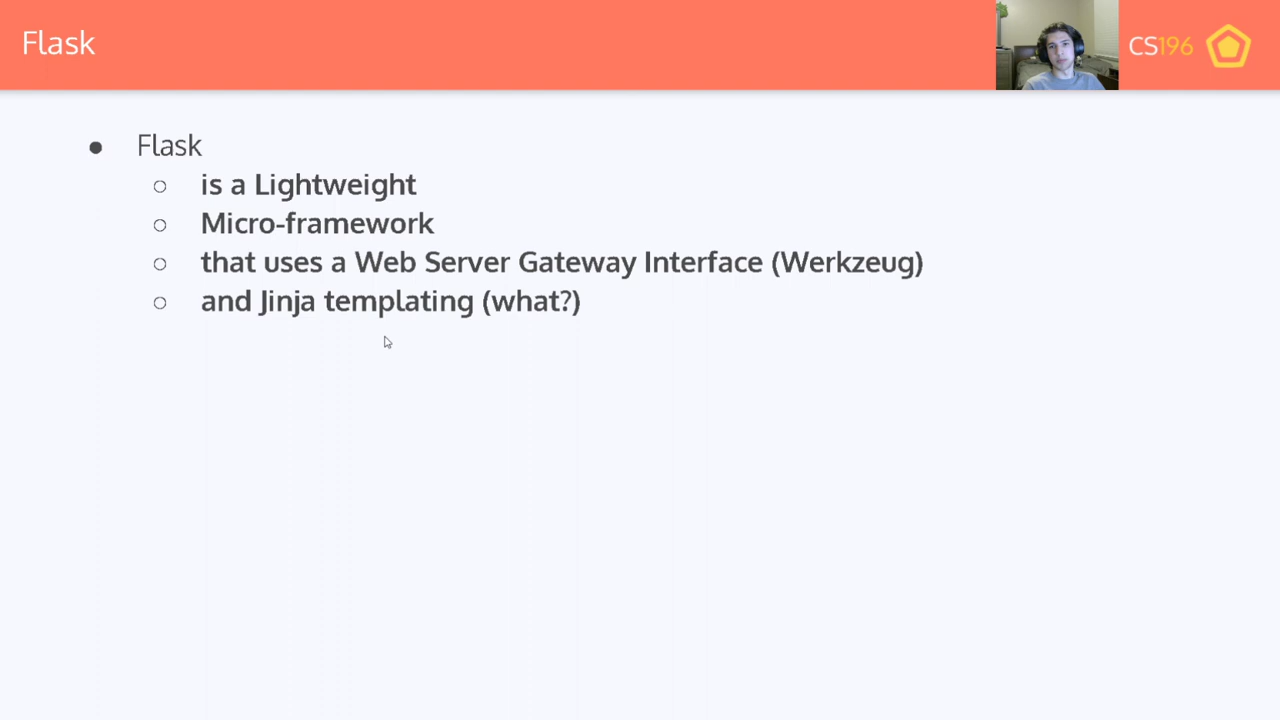 Flask
CS196
● Flask
○ is a Lightweight
○ Micro-framework
○ that uses a Web Server Gateway Interface (Werkzeug)
○ and Jinja templating (what?)